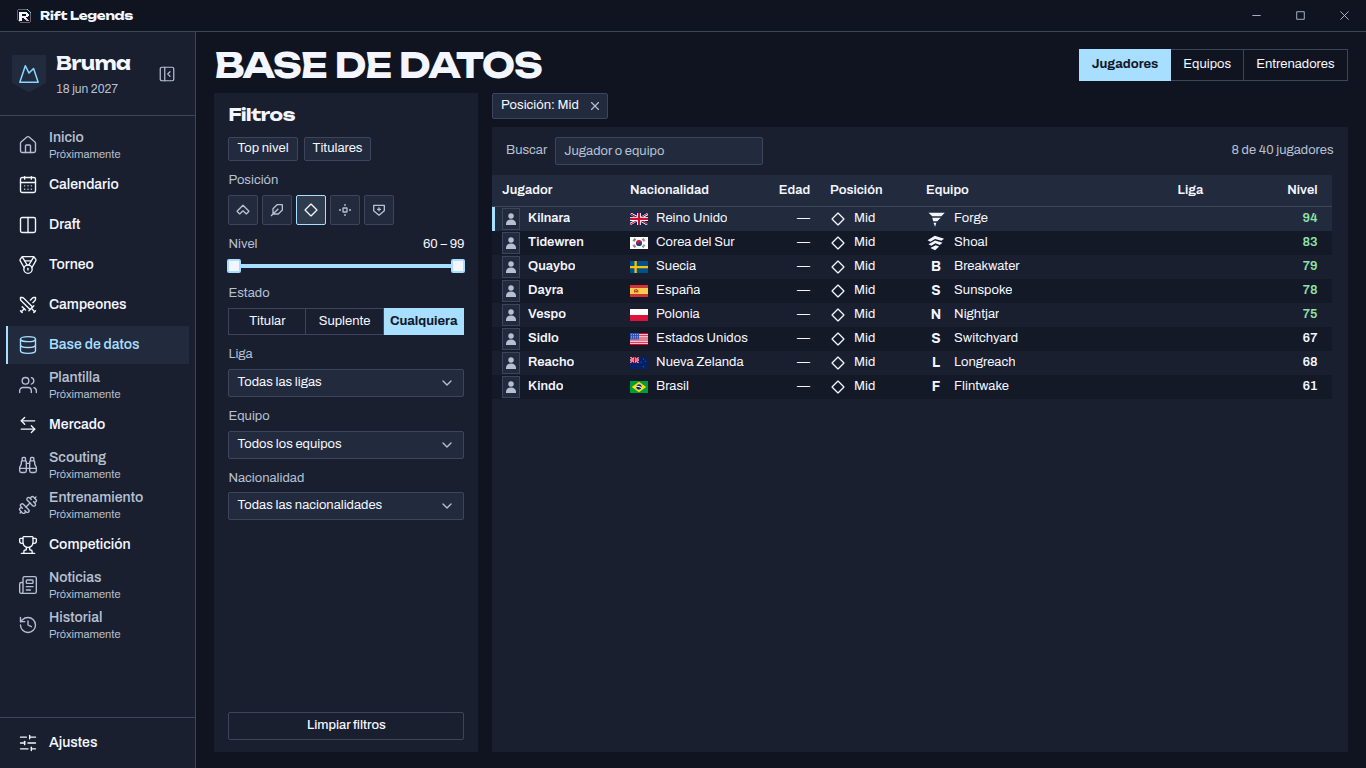 Rift Legends
Bruma
18 jun 2027
Inicio
Próximamente
Calendario
Draft
Torneo
Campeones
Base de datos
Plantilla
Próximamente
Mercado
Scouting
Próximamente
Entrenamiento
Próximamente
Competición
Noticias
Próximamente
Historial
Próximamente
Ajustes
BASE DE DATOS
Jugadores Equipos Entrenadores
Filtros
Top nivel Titulares
Posición
Nivel 60 – 99
Estado
Titular Suplente Cualquiera
Liga
Todas las ligas
Equipo
Todos los equipos
Nacionalidad
Todas las nacionalidades
Limpiar filtros
Posición: Mid
Buscar Jugador o equipo 8 de 40 jugadores
Jugador Nacionalidad Edad Posición Equipo Liga Nivel
Kilnara Reino Unido — Mid Forge 94
Tidewren Corea del Sur — Mid Shoal 83
Quaybo Suecia — Mid B Breakwater 79
Dayra España — Mid S Sunspoke 78
Vespo Polonia — Mid N Nightjar 75
Sidlo Estados Unidos — Mid S Switchyard 67
Reacho Nueva Zelanda — Mid L Longreach 68
Kindo Brasil — Mid F Flintwake 61